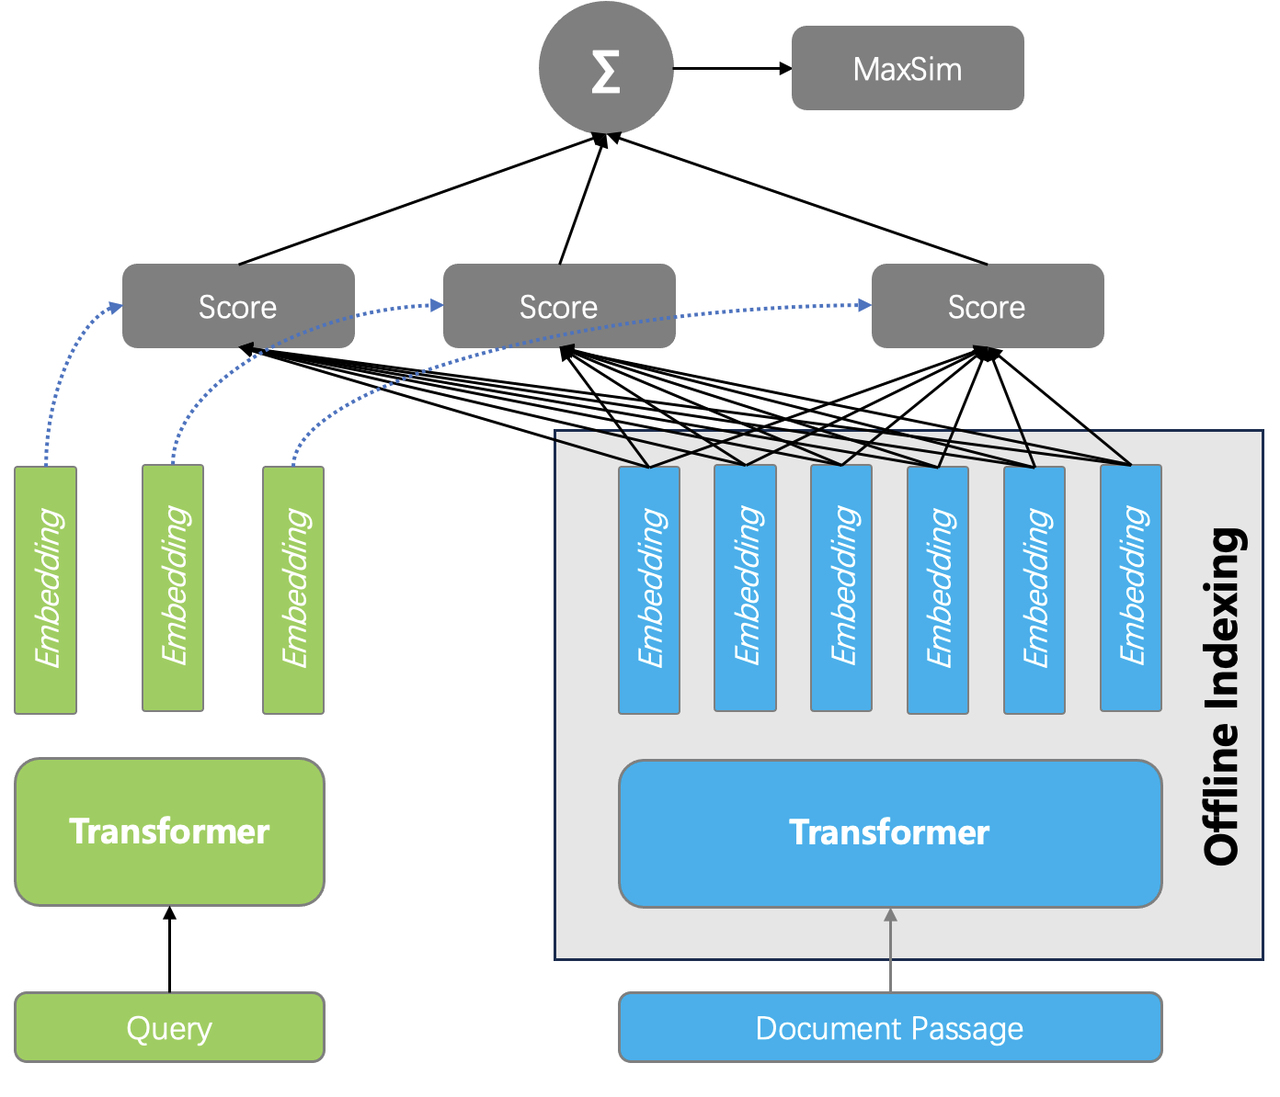 Σ
MaxSim
Score
Score
Score
Embedding
Embedding
Embedding
Embedding
Embedding
Embedding
Embedding
Embedding
Embedding
Offline Indexing
Transformer
Transformer
Query
Document Passage